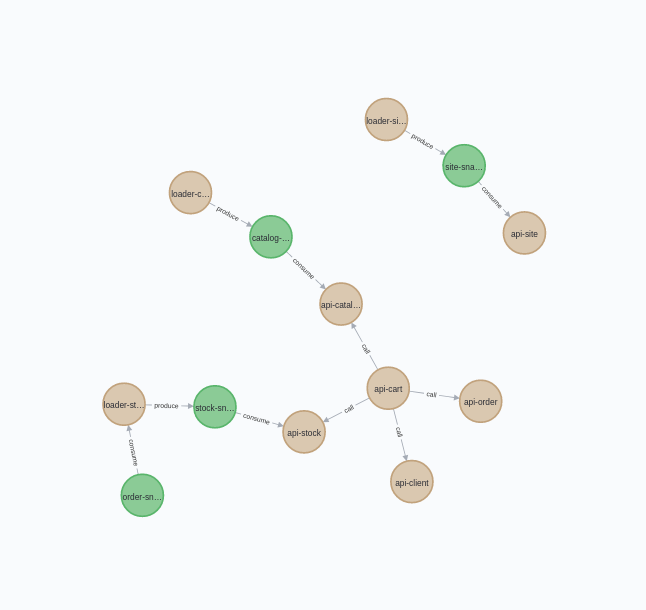 loader-si...
produce
site-sna...
consume
api-site
loader-c...
produce
catalog-...
consume
api-catal...
call
api-cart
call
api-order
call
api-stock
call
api-client
loader-st...
produce
stock-sn...
consume
consume
order-sn...